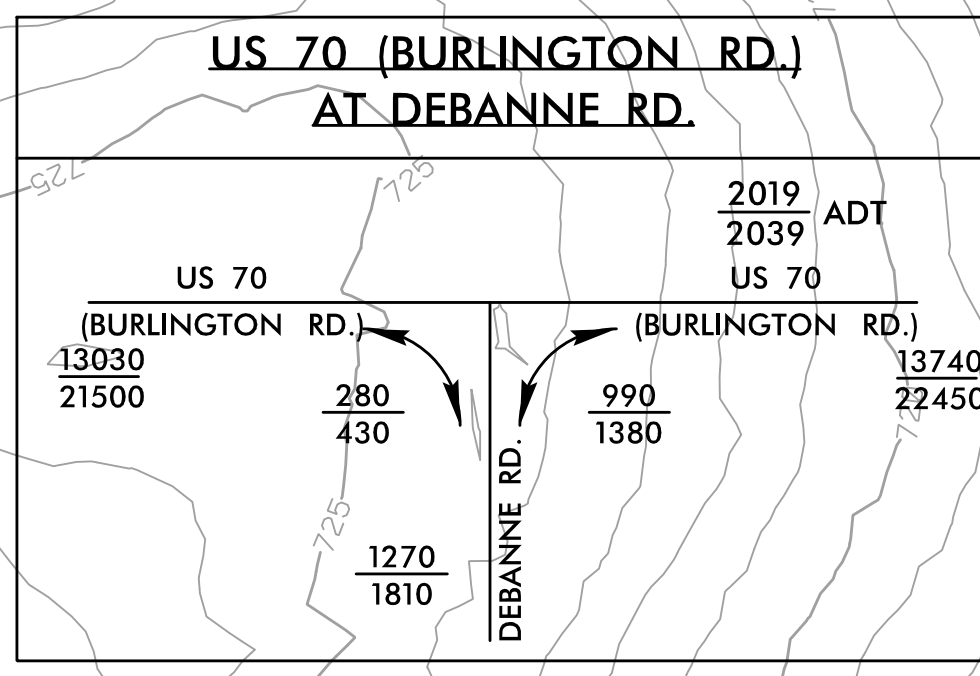 US 70 (BURLINGTON RD.)
AT DEBANNE RD.
725
725
2019
2039
ADT
US 70
US 70
(BURLINGTON RD.)
(BURLINGTON RD.)
13030
21500
13740
22450
280
430
990
1380
DEBANNE RD.
725
1270
1810